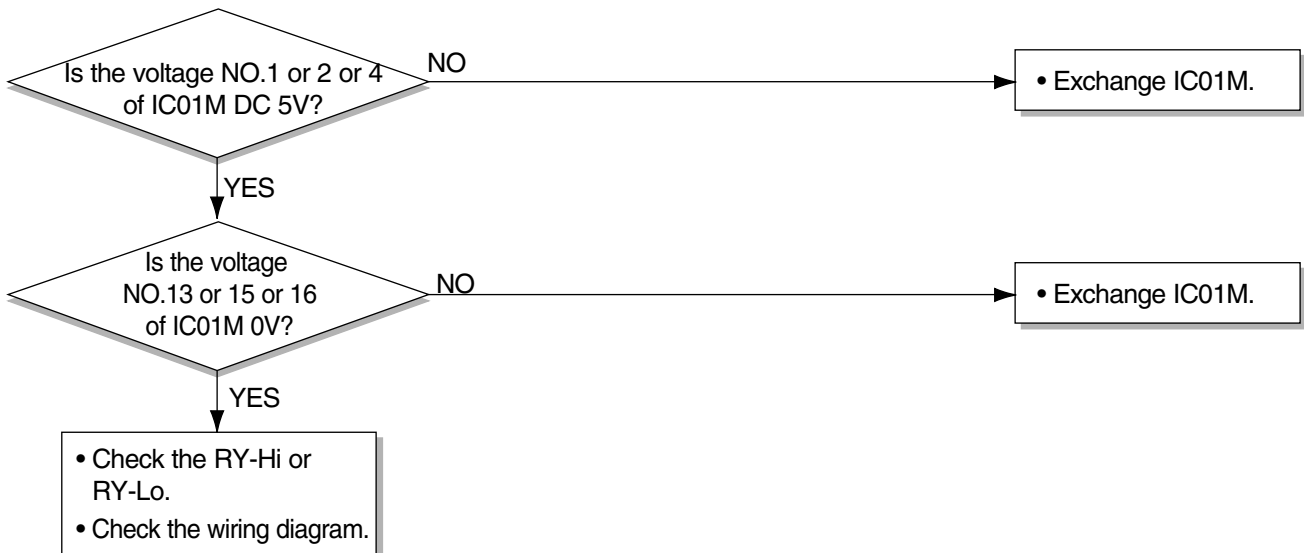 Is the voltage NO.1 or 2 or 4
of IC01M DC 5V?
NO
• Exchange IC01M.
YES
Is the voltage
NO.13 or 15 or 16
of IC01M 0V?
NO
• Exchange IC01M.
YES
• Check the RY-Hi or
RY-Lo.
• Check the wiring diagram.